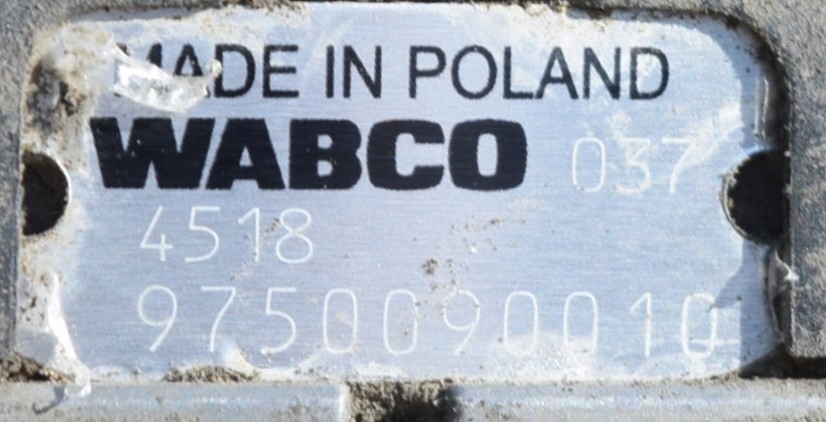 MADE IN POLAND
WABCO 037
4518
9750090010